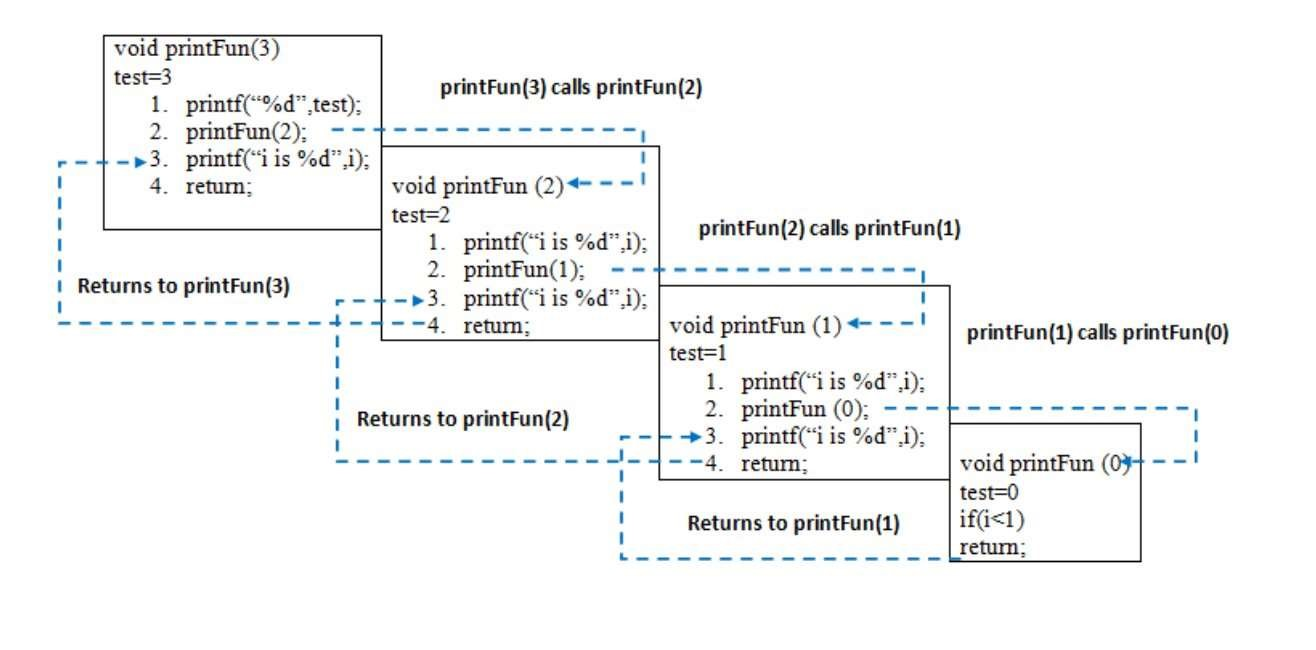 void printFun(3)
test=3
1. printf(“%d”,test);
2. printFun(2);
3. printf(“i is %d”,i);
4. return;
printFun(3) calls printFun(2)
void printFun (2)
test=2
1. printf(“i is %d”,i);
2. printFun(1);
3. printf(“i is %d”,i);
4. return;
Returns to printFun(3)
printFun(2) calls printFun(1)
void printFun (1)
test=1
1. printf(“i is %d”,i);
2. printFun (0);
3. printf(“i is %d”,i);
4. return;
Returns to printFun(2)
printFun(1) calls printFun(0)
void printFun (0)
test=0
if(i<1)
return;
Returns to printFun(1)